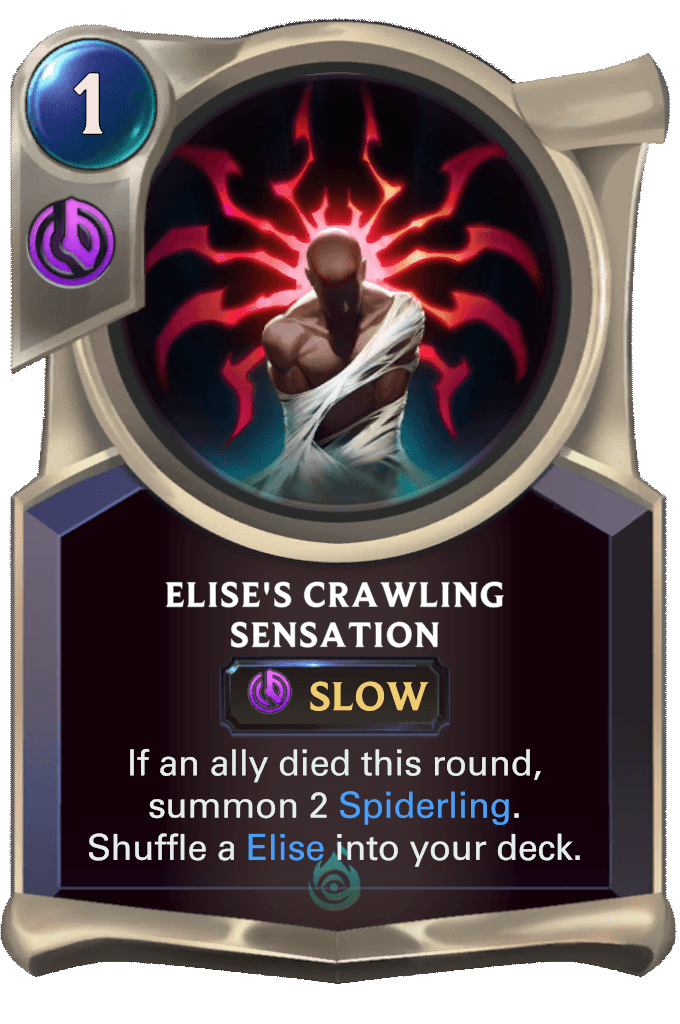 1
ELISE'S CRAWLING
SENSATION
SLOW
If an ally died this round,
summon 2 Spiderling.
Shuffle a Elise into your deck.